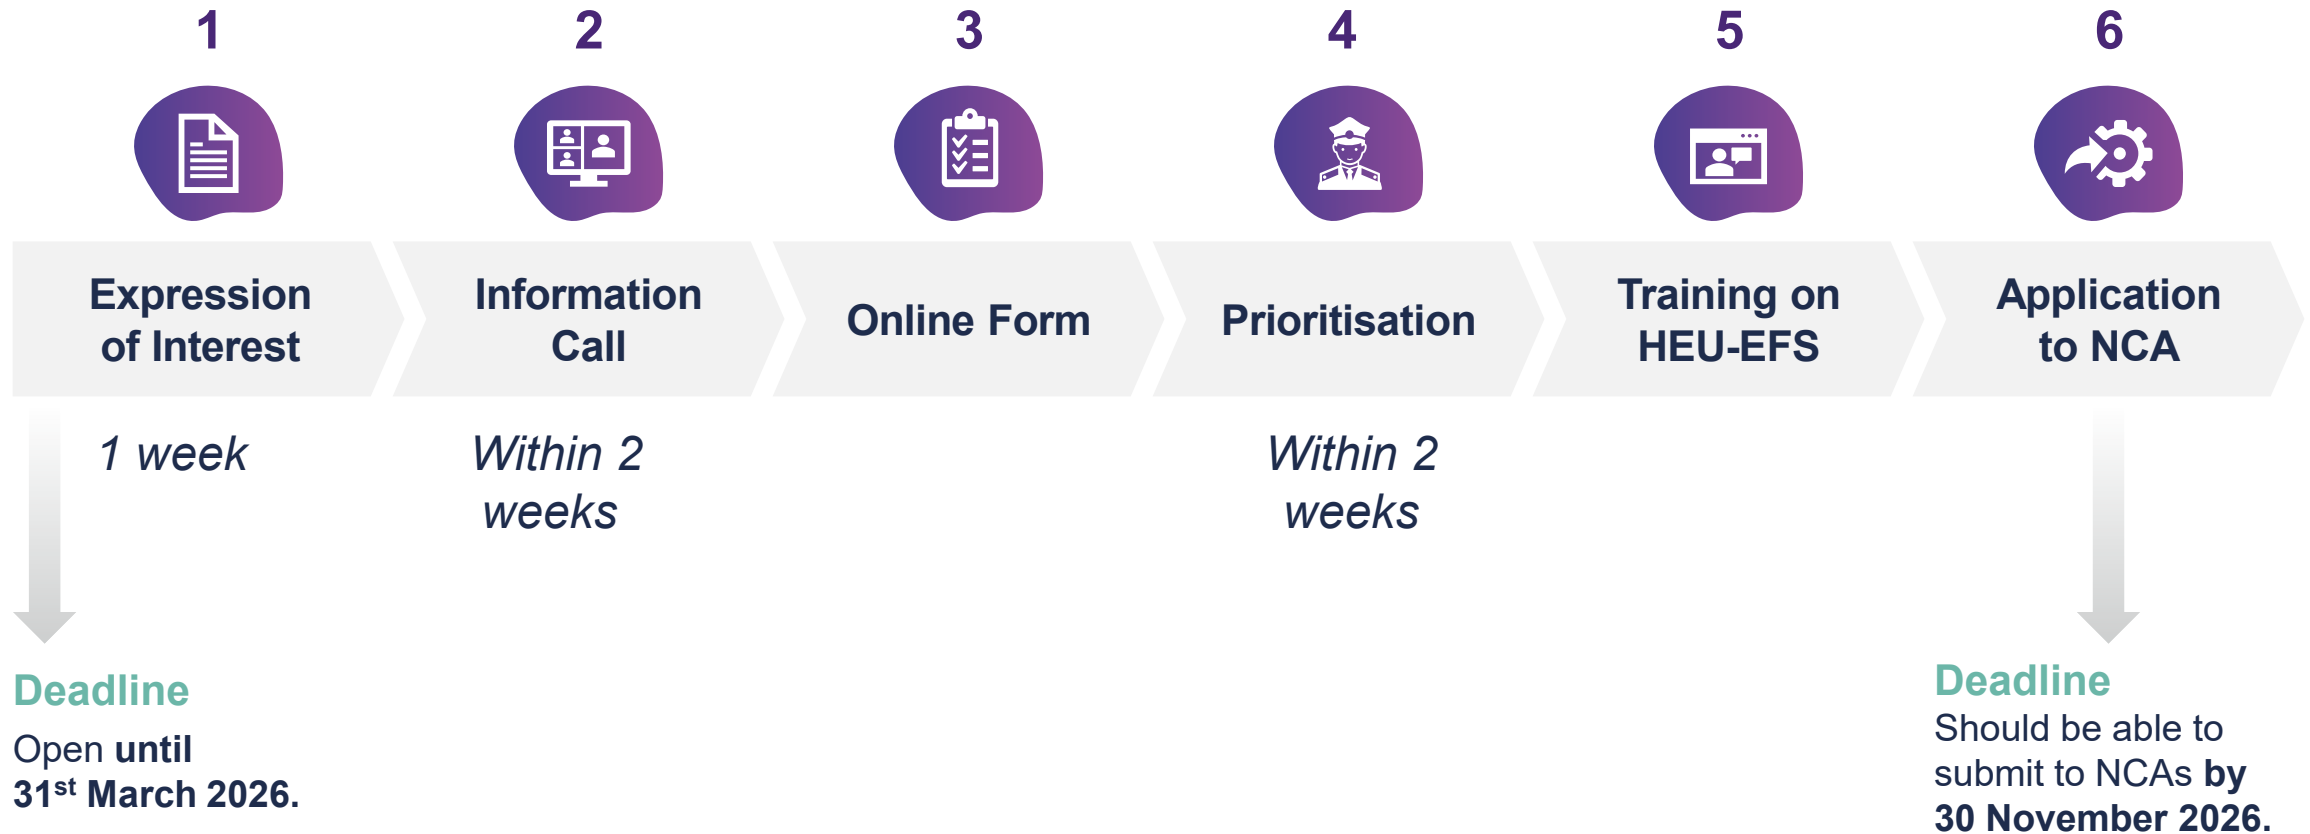 1
2
3
4
5
6
Expression
of Interest
Information
Call
Online Form
Prioritisation
Training on
HEU-EFS
Application
to NCA
1 week
Within 2
weeks
Within 2
weeks
Deadline
Open until
31st March 2026.
Deadline
Should be able to
submit to NCAs by
30 November 2026.